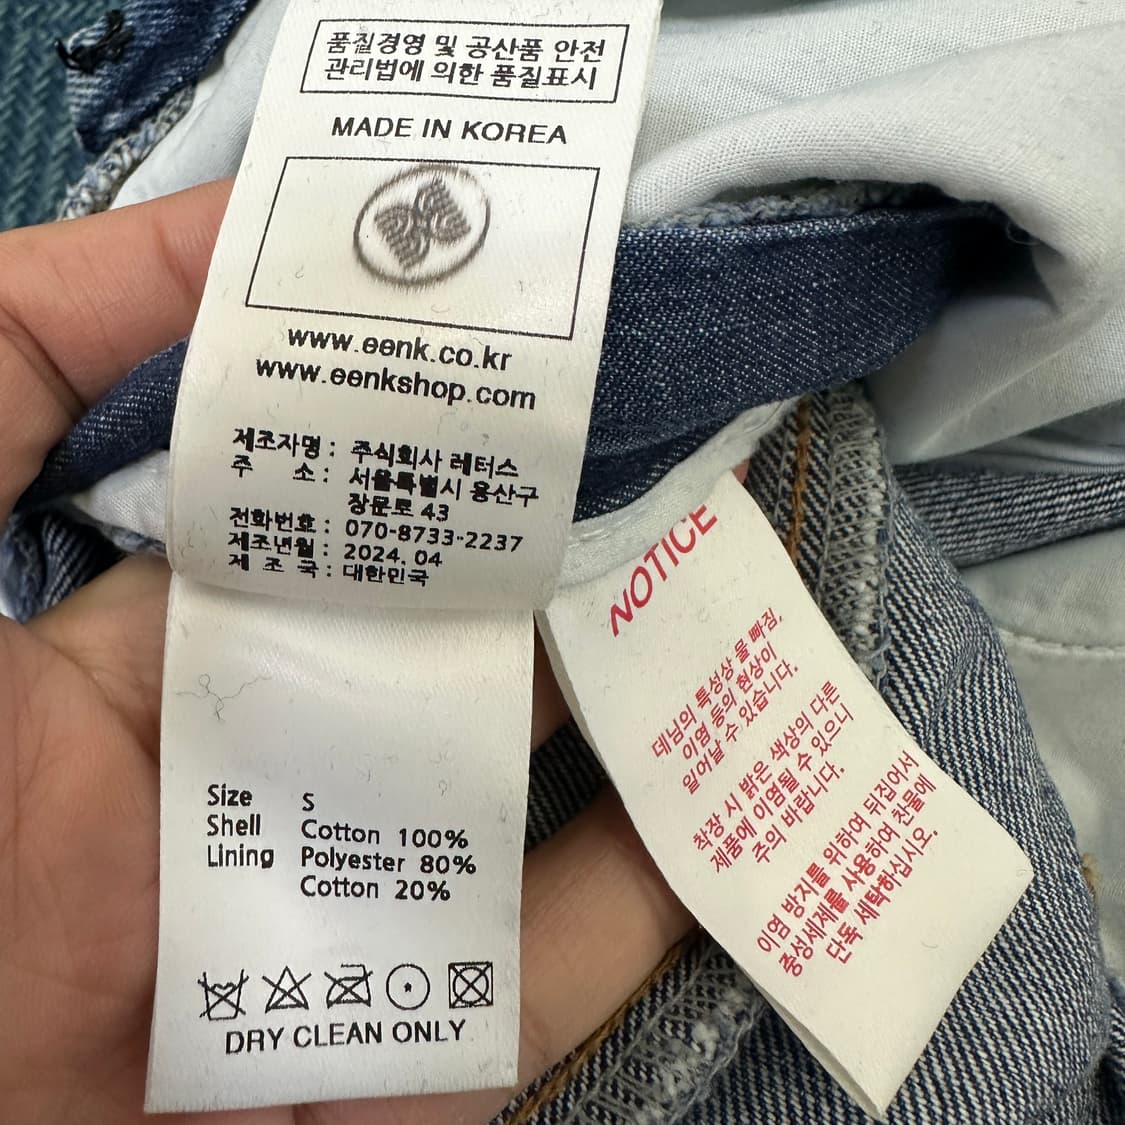 품질경영 및 공산품 안전
관리법에 의한 품질표시
MADE IN KOREA
www.eenk.co.kr
www.eenkshop.com
제조자명 : 주식회사 레터스
주 소 : 서울특별시 용산구
장문로 43
전화번호 : 070-8733-2237
제조년월 : 2024. 04
제 조 국 : 대한민국
Size S
Shell Cotton 100%
Lining Polyester 80%
Cotton 20%
DRY CLEAN ONLY
NOTICE
데님의 특성상 물 빠짐,
이염 등의 현상이
일어날 수 있습니다.
착장 시 밝은 색상의 다른
제품에 이염될 수 있으니
주의 바랍니다.
이염 방지를 위하여 뒤집어서
중성세제를 사용하여 찬물에
단독 세탁하십시오.